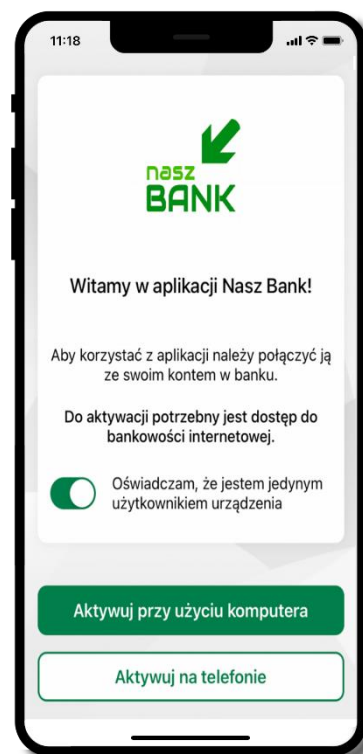 11:18
nasz
BANK
Witamy w aplikacji Nasz Bank!
Aby korzystać z aplikacji należy połączyć ją
ze swoim kontem w banku.
Do aktywacji potrzebny jest dostęp do
bankowości internetowej.
Oświadczam, że jestem jedynym
użytkownikiem urządzenia
Aktywuj przy użyciu komputera
Aktywuj na telefonie